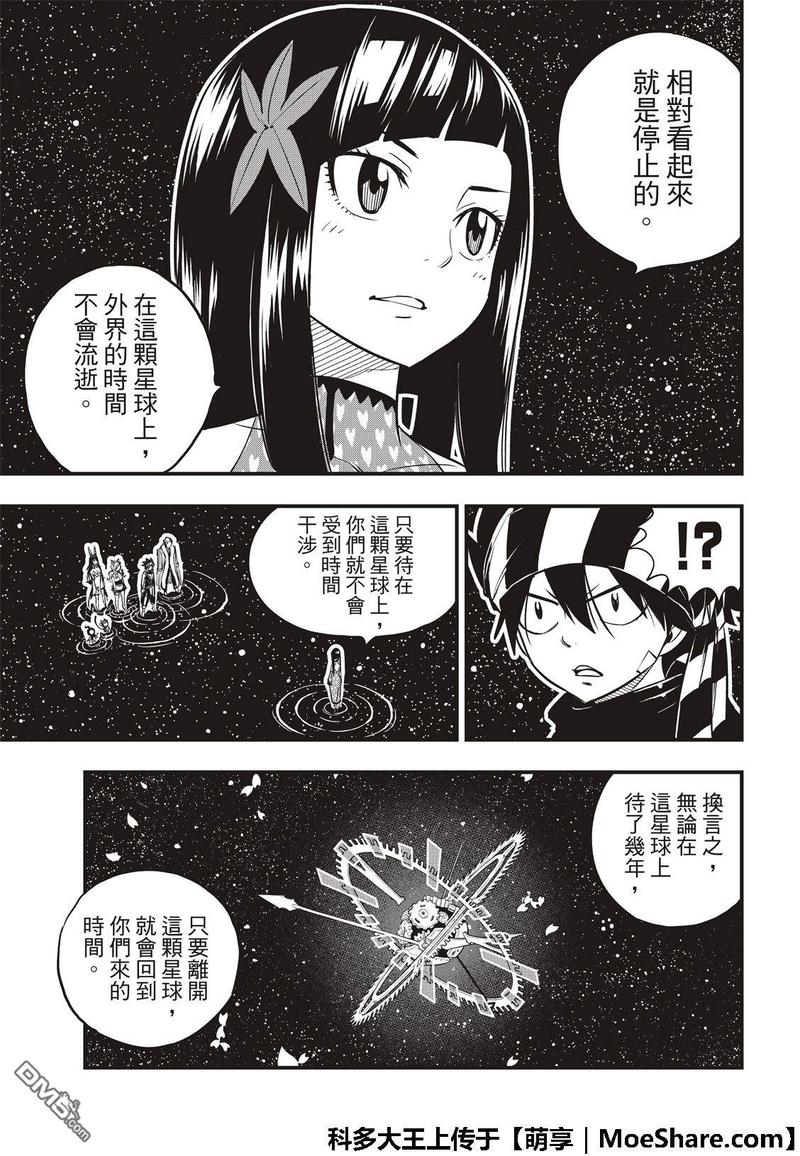 相對看起來
就是停止的。
在這顆星球上，
外界的時間
不會流逝。
!?
只要待在
這顆星球上，
你們就不會
受到時間
干涉。
換言之，
無論在
這星球上
待了幾年，
只要離開
這顆星球，
就會回到
你們來的
時間。
DM5.com
科多大王上传于【萌享｜MoeShare.com】